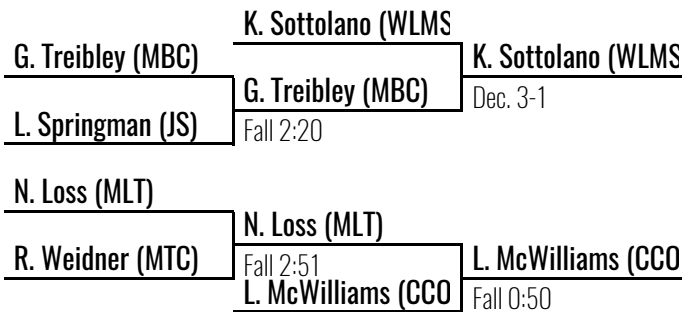 K. Sottolano (WLMS
G. Treibley (MBC)
K. Sottolano (WLMS
G. Treibley (MBC)
Dec. 3-1
L. Springman (JS)
Fall 2:20
N. Loss (MLT)
N. Loss (MLT)
R. Weidner (MTC)
Fall 2:51
L. McWilliams (CCO
L. McWilliams (CCO
Fall 0:50